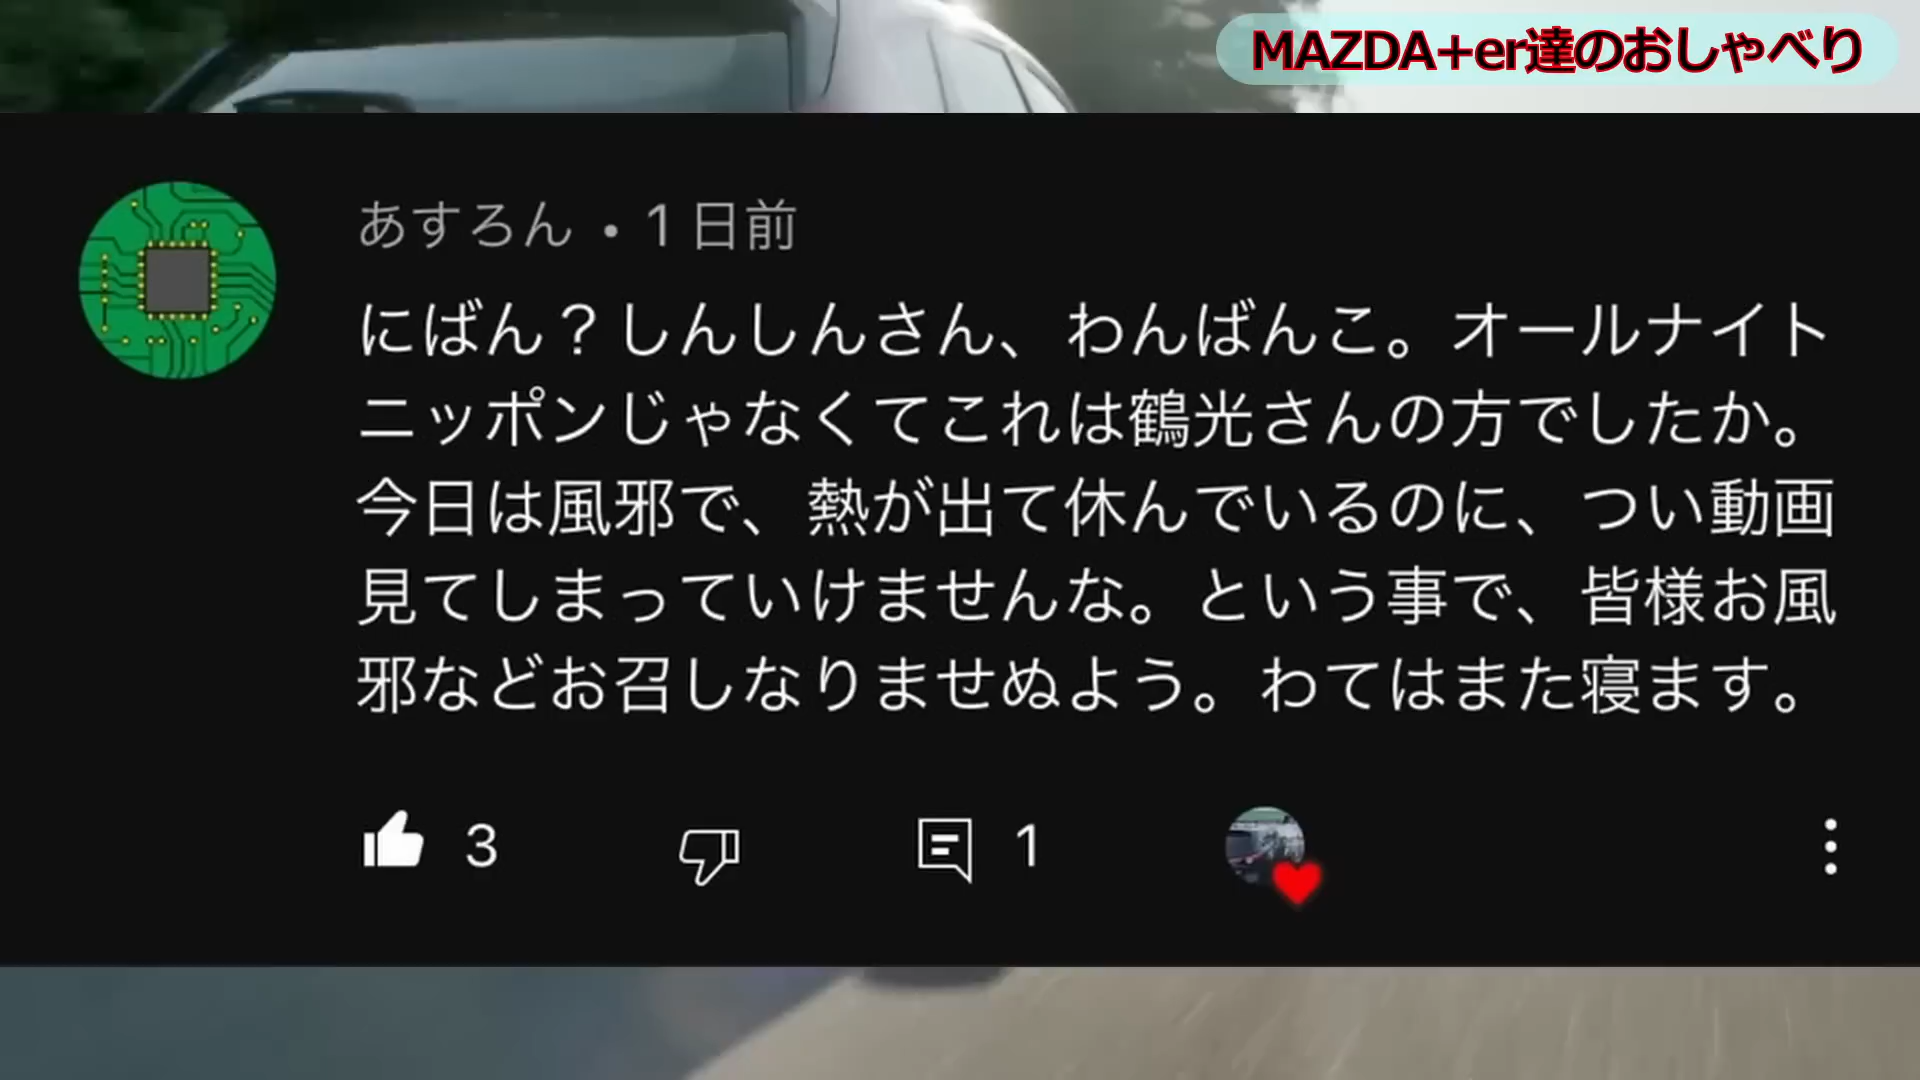 MAZDA+er達のおしゃべり
あすろん・1日前
にばん？しんしんさん、わんばんこ。オールナイト
ニッポンじゃなくてこれは鶴光さんの方でしたか。
今日は風邪で、熱が出て休んでいるのに、つい動画
見てしまっていけませんな。という事で、皆様お風
邪などお召しなりませぬよう。わてはまた寝ます。
3 1